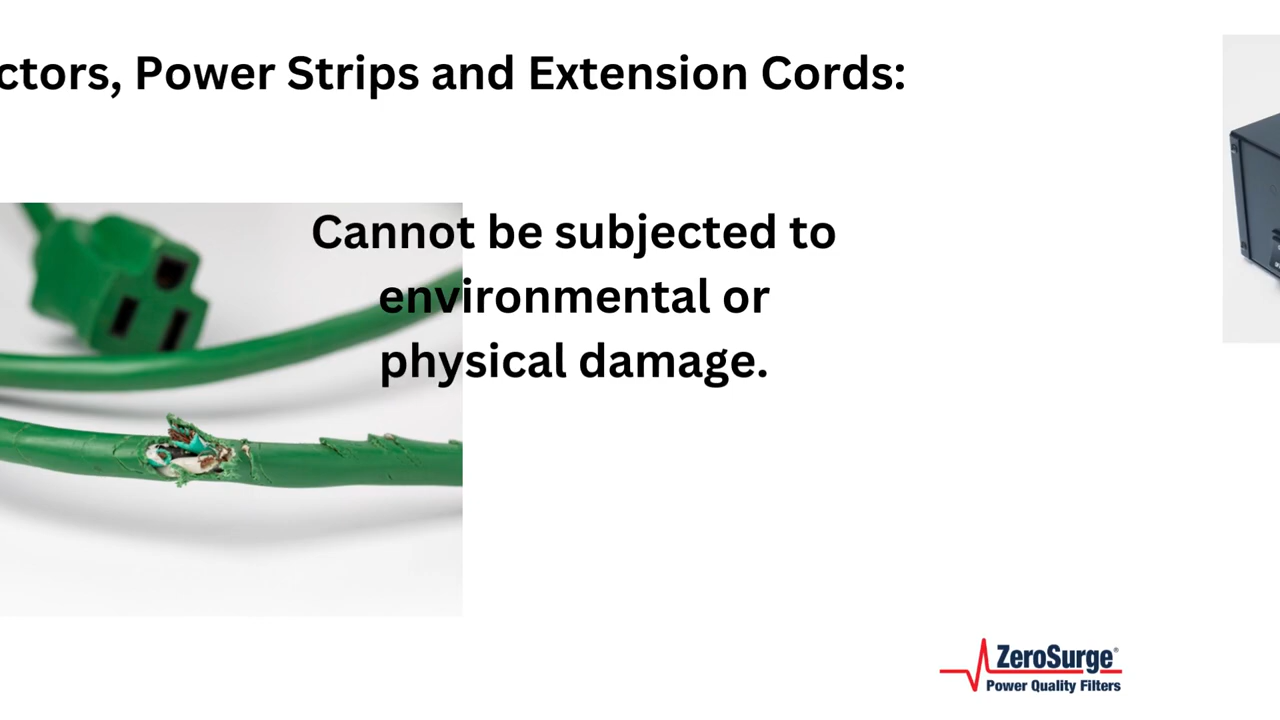 ctors, Power Strips and Extension Cords:
Cannot be subjected to
environmental or
physical damage.
ZeroSurge®
Power Quality Filters